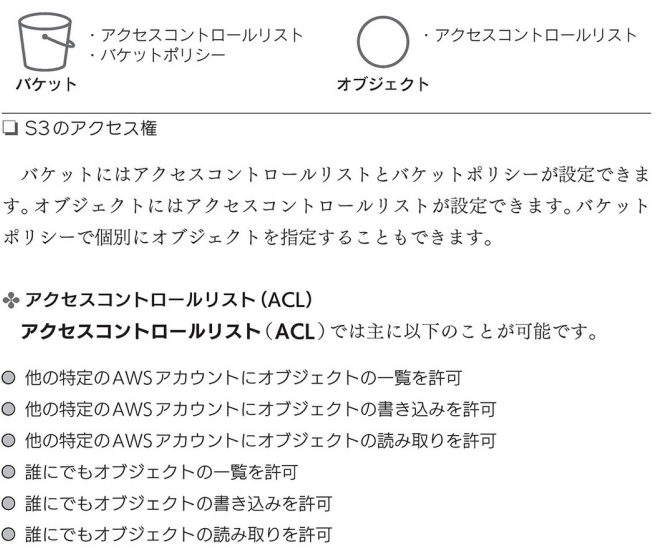 ・アクセスコントロールリスト
・バケットポリシー
バケット
・アクセスコントロールリスト
オブジェクト
❏ S3のアクセス権
バケットにはアクセスコントロールリストとバケットポリシーが設定できま
す。オブジェクトにはアクセスコントロールリストが設定できます。バケット
ポリシーで個別にオブジェクトを指定することもできます。
✤ アクセスコントロールリスト（ACL）
アクセスコントロールリスト（ACL）では主に以下のことが可能です。
● 他の特定のAWSアカウントにオブジェクトの一覧を許可
● 他の特定のAWSアカウントにオブジェクトの書き込みを許可
● 他の特定のAWSアカウントにオブジェクトの読み取りを許可
● 誰にでもオブジェクトの一覧を許可
● 誰にでもオブジェクトの書き込みを許可
● 誰にでもオブジェクトの読み取りを許可